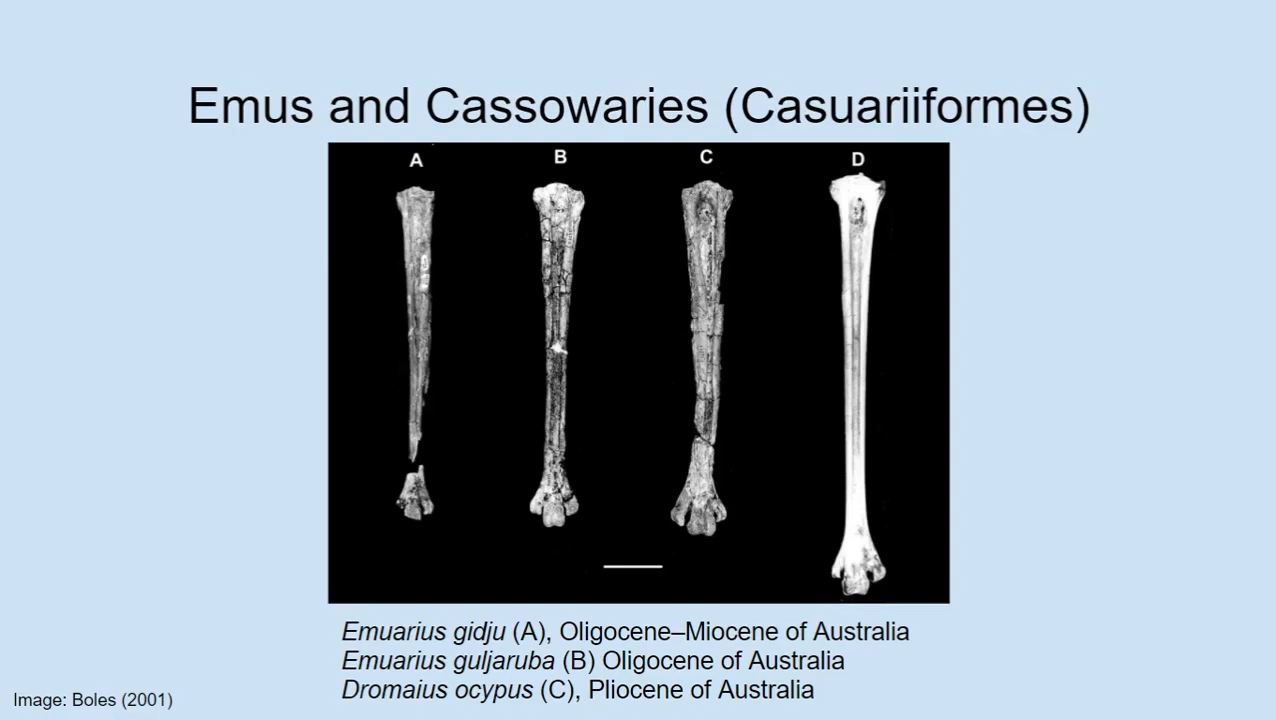 Emus and Cassowaries (Casuariiformes)
A B C D
Emuarius gidju (A), Oligocene–Miocene of Australia
Emuarius guljaruba (B) Oligocene of Australia
Dromaius ocypus (C), Pliocene of Australia
Image: Boles (2001)